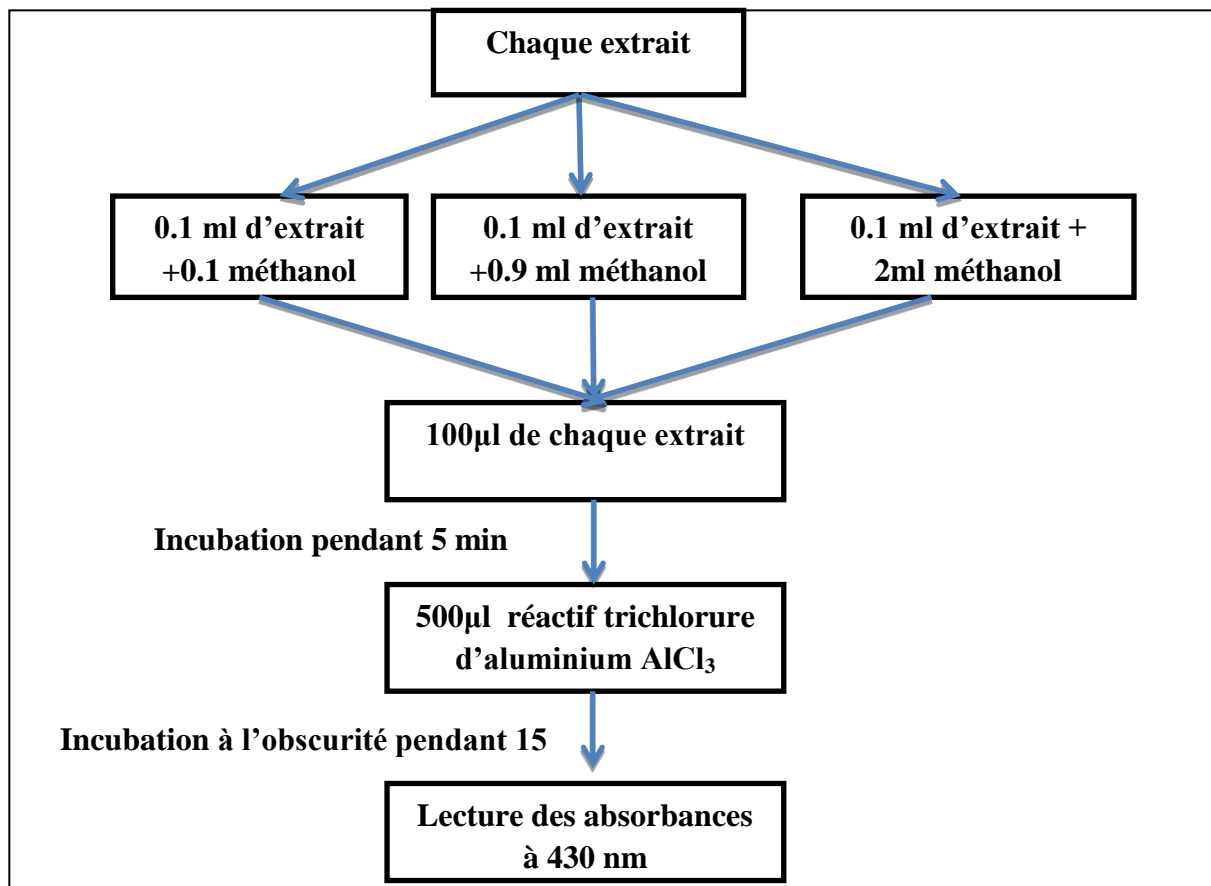 Chaque extrait
0.1 ml d’extrait
+0.1 méthanol
0.1 ml d’extrait
+0.9 ml méthanol
0.1 ml d’extrait +
2ml méthanol
100µl de chaque extrait
Incubation pendant 5 min
500µl réactif trichlorure
d’aluminium AlCl₃
Incubation à l’obscurité pendant 15
Lecture des absorbances
à 430 nm